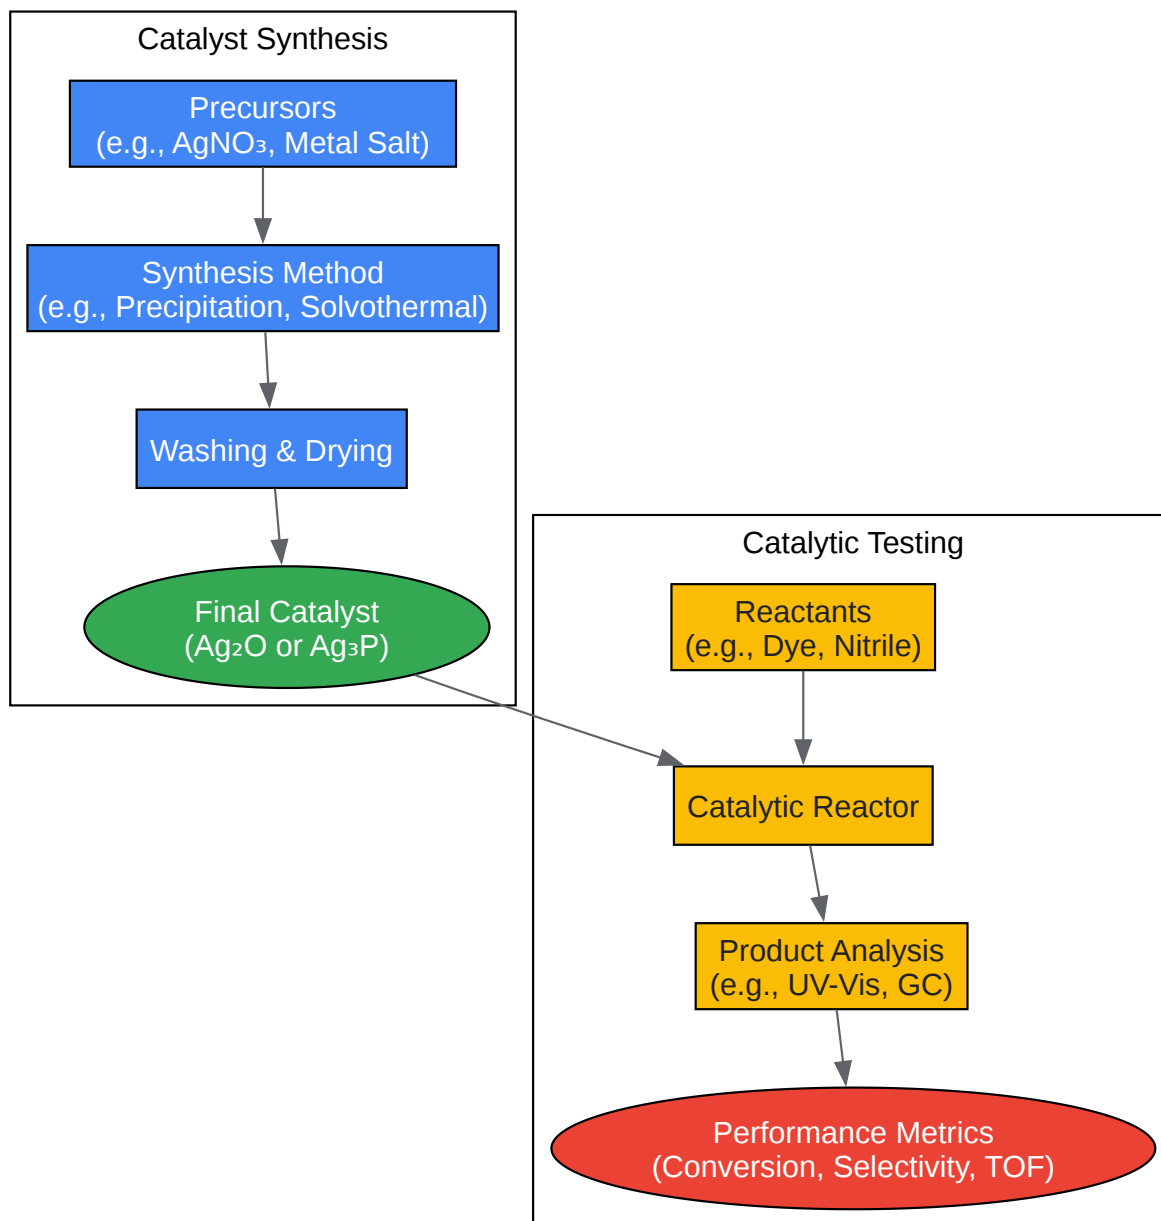 Catalyst Synthesis
Precursors
(e.g., AgNO₃, Metal Salt)
Synthesis Method
(e.g., Precipitation, Solvothermal)
Washing & Drying
Final Catalyst
(Ag₂O or Ag₃P)
Catalytic Testing
Reactants
(e.g., Dye, Nitrile)
Catalytic Reactor
Product Analysis
(e.g., UV-Vis, GC)
Performance Metrics
(Conversion, Selectivity, TOF)